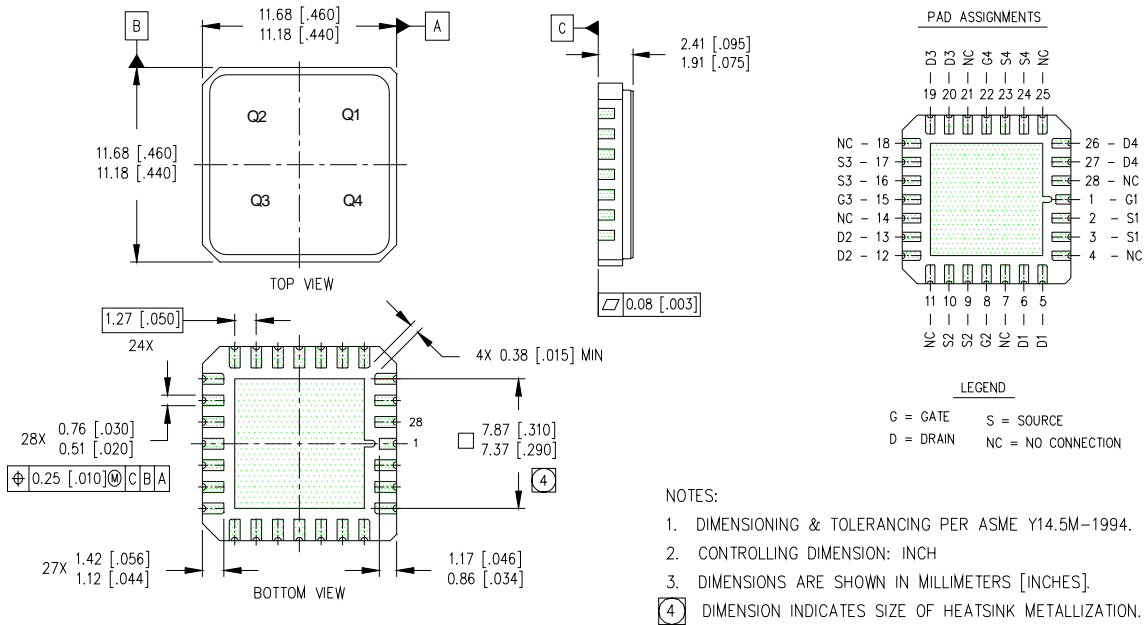 B
11.68 [.460]
11.18 [.440]
A
11.68 [.460]
11.18 [.440]
Q2
Q1
Q3
Q4
TOP VIEW
C
2.41 [.095]
1.91 [.075]
0.08 [.003]
PAD ASSIGNMENTS
D3 D3 NC G4 S4 S4 NC
19 20 21 22 23 24 25
NC - 18
S3 - 17
S3 - 16
G3 - 15
NC - 14
D2 - 13
D2 - 12
26 - D4
27 - D4
28 - NC
1 - G1
2 - S1
3 - S1
4 - NC
11 10 9 8 7 6 5
NC S2 S2 G2 NC D1 D1
LEGEND
G = GATE
S = SOURCE
D = DRAIN
NC = NO CONNECTION
1.27 [.050]
24X
4X 0.38 [.015] MIN
28X 0.76 [.030]
0.51 [.020]
⌖ 0.25 [.010] Ⓜ C B A
28
1
□ 7.87 [.310]
7.37 [.290]
4
27X 1.42 [.056]
1.12 [.044]
1.17 [.046]
0.86 [.034]
BOTTOM VIEW
NOTES:
1. DIMENSIONING & TOLERANCING PER ASME Y14.5M-1994.
2. CONTROLLING DIMENSION: INCH
3. DIMENSIONS ARE SHOWN IN MILLIMETERS [INCHES].
4 DIMENSION INDICATES SIZE OF HEATSINK METALLIZATION.